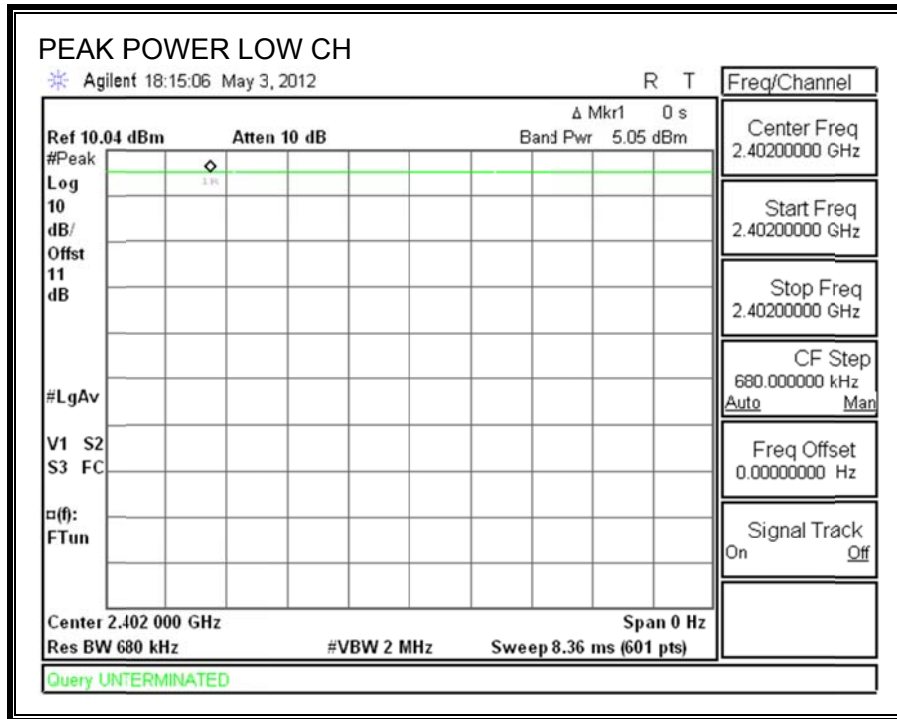 PEAK POWER LOW CH
Agilent 18:15:06 May 3, 2012 R T
Δ Mkr1 0 s
Ref 10.04 dBm Atten 10 dB Band Pwr 5.05 dBm
#Peak
Log
10
dB/
Offst
11
dB
#LgAv
V1 S2
S3 FC
¤(f):
FTun
Center 2.402 000 GHz Span 0 Hz
Res BW 680 kHz #VBW 2 MHz Sweep 8.36 ms (601 pts)
Query UNTERMINATED
Freq/Channel
Center Freq
2.40200000 GHz
Start Freq
2.40200000 GHz
Stop Freq
2.40200000 GHz
CF Step
680.000000 kHz
Auto Man
Freq Offset
0.00000000 Hz
Signal Track
On Off